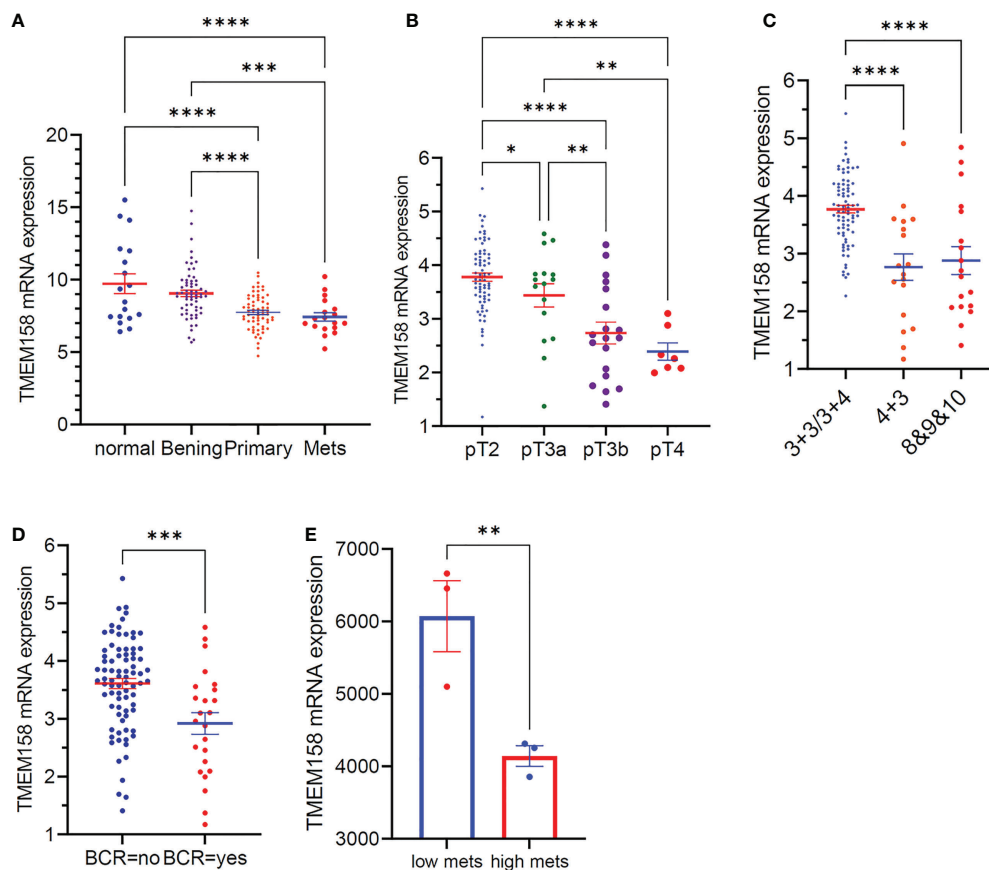 A
****
***
****
****
TMEM158 mRNA expression
20
15
10
5
0
normal Bening Primary Mets
B
****
**
****
*
**
TMEM158 mRNA expression
6
5
4
3
2
1
pT2 pT3a pT3b pT4
C
****
****
TMEM158 mRNA expression
6
5
4
3
2
1
3+3/3+4 4+3 8&9&10
D
***
TMEM158 mRNA expression
6
5
4
3
2
1
BCR=no BCR=yes
E
**
TMEM158 mRNA expression
7000
6000
5000
4000
3000
low mets high mets